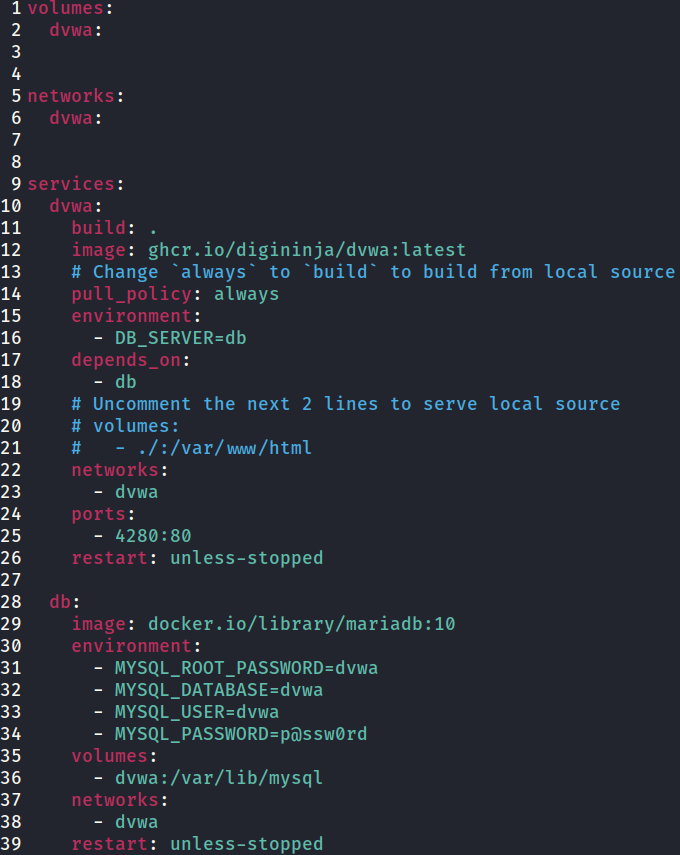 1 volumes:
2   dvwa:
3
4
5 networks:
6   dvwa:
7
8
9 services:
10   dvwa:
11     build: .
12     image: ghcr.io/digininja/dvwa:latest
13     # Change `always` to `build` to build from local source
14     pull_policy: always
15     environment:
16       - DB_SERVER=db
17     depends_on:
18       - db
19     # Uncomment the next 2 lines to serve local source
20     # volumes:
21     #   - ./:/var/www/html
22     networks:
23       - dvwa
24     ports:
25       - 4280:80
26     restart: unless-stopped
27
28   db:
29     image: docker.io/library/mariadb:10
30     environment:
31       - MYSQL_ROOT_PASSWORD=dvwa
32       - MYSQL_DATABASE=dvwa
33       - MYSQL_USER=dvwa
34       - MYSQL_PASSWORD=p@ssw0rd
35     volumes:
36       - dvwa:/var/lib/mysql
37     networks:
38       - dvwa
39     restart: unless-stopped